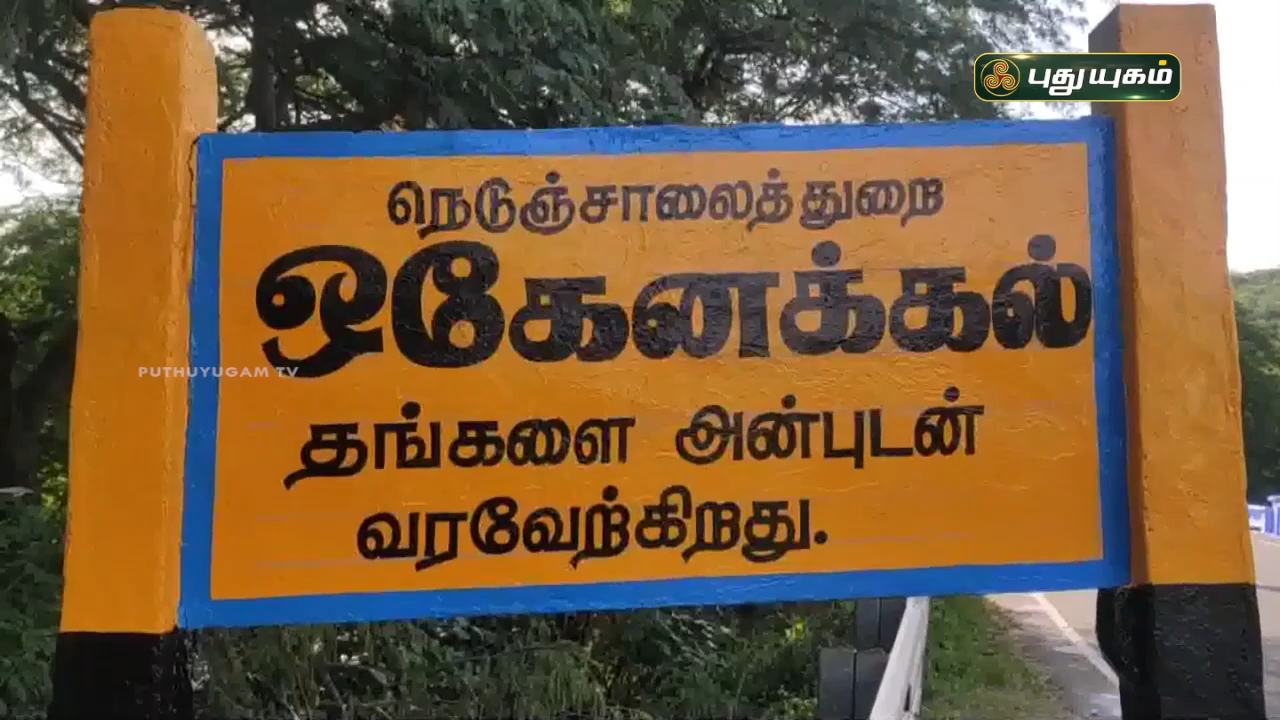 புதுயுகம்
நெடுஞ்சாலைத்துறை
ஒகேனக்கல்
PUTHUYUGAM TV
தங்களை அன்புடன்
வரவேற்கிறது.